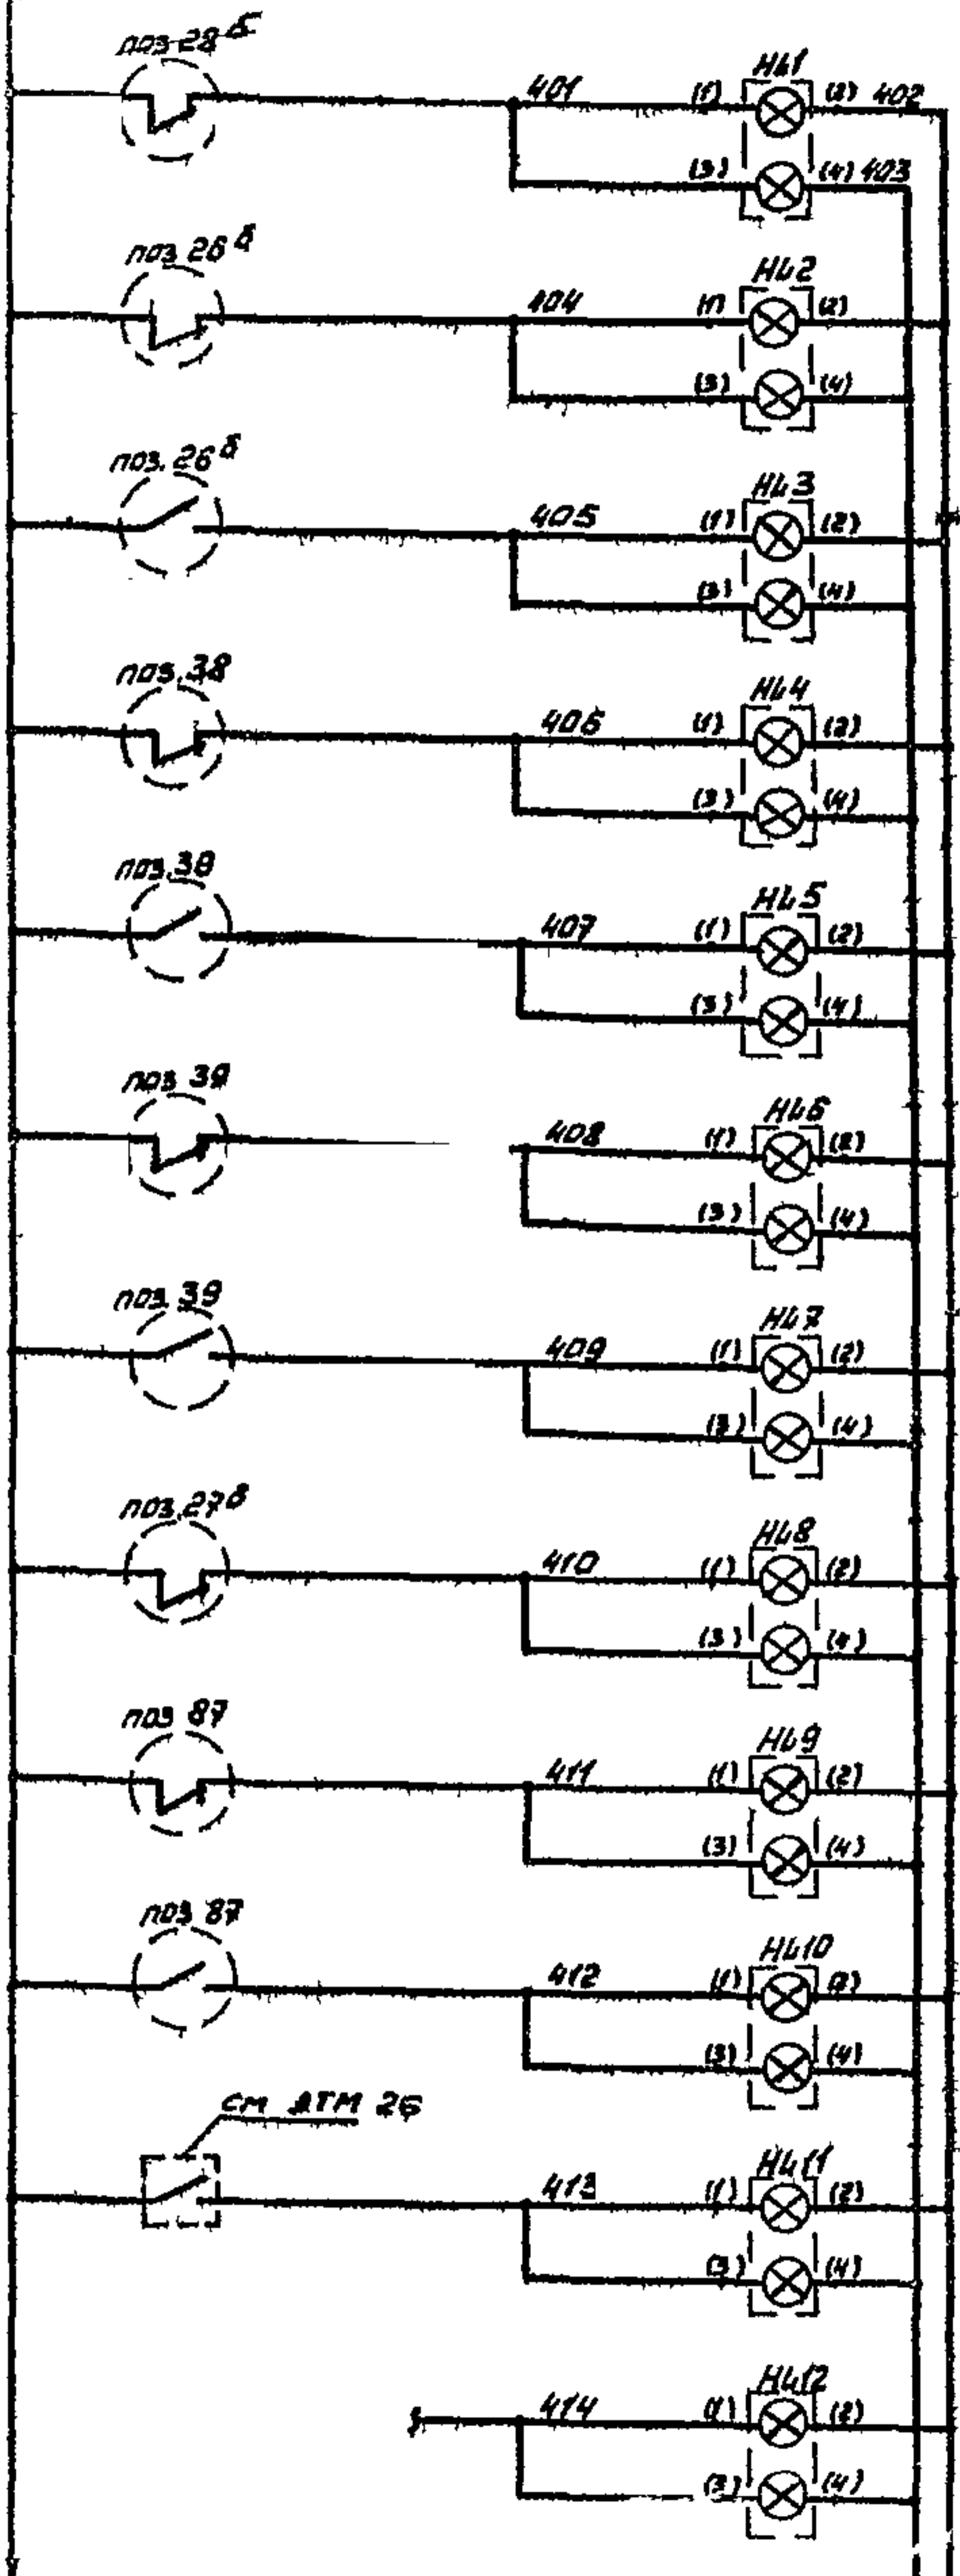 поз 28б
401
HL1
(1)
(2)
402
(3)
(4)
403
поз 26б
404
HL2
(1)
(2)
(3)
(4)
поз. 26б
405
HL3
(1)
(2)
(3)
(4)
поз. 38
406
HL4
(1)
(2)
(3)
(4)
поз. 38
407
HL5
(1)
(2)
(3)
(4)
поз 39
408
HL6
(1)
(2)
(3)
(4)
поз. 39
409
HL7
(1)
(2)
(3)
(4)
поз. 27б
410
HL8
(1)
(2)
(3)
(4)
поз 87
411
HL9
(1)
(2)
(3)
(4)
поз 87
412
HL10
(1)
(2)
(3)
(4)
см АТМ 26
413
HL11
(1)
(2)
(3)
(4)
414
HL12
(1)
(2)
(3)
(4)